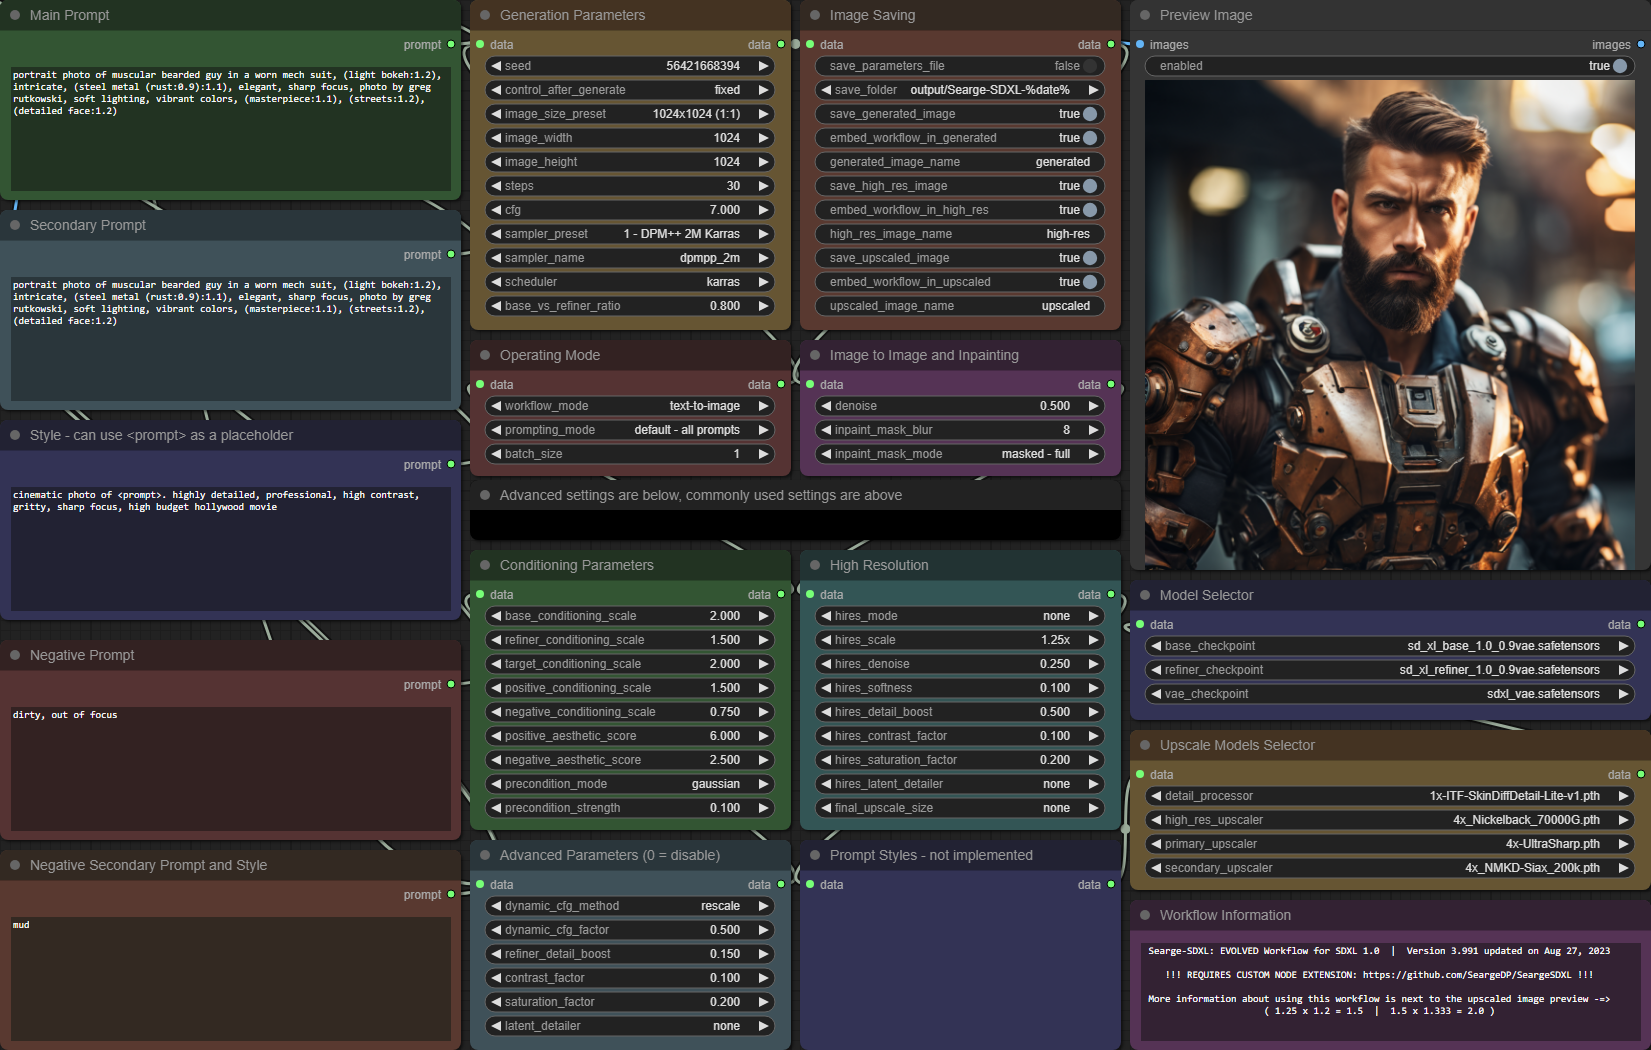 Main Prompt
prompt
portrait photo of muscular bearded guy in a worn mech suit, (light bokeh:1.2),
intricate, (steel metal (rust:0.9):1.1), elegant, sharp focus, photo by greg
rutkowski, soft lighting, vibrant colors, (masterpiece:1.1), (streets:1.2),
(detailed face:1.2)
Secondary Prompt
prompt
portrait photo of muscular bearded guy in a worn mech suit, (light bokeh:1.2),
intricate, (steel metal (rust:0.9):1.1), elegant, sharp focus, photo by greg
rutkowski, soft lighting, vibrant colors, (masterpiece:1.1), (streets:1.2),
(detailed face:1.2)
Style - can use <prompt> as a placeholder
prompt
cinematic photo of <prompt>. highly detailed, professional, high contrast,
gritty, sharp focus, high budget hollywood movie
Negative Prompt
prompt
dirty, out of focus
Negative Secondary Prompt and Style
prompt
mud
Generation Parameters
data data
seed 56421668394
control_after_generate fixed
image_size_preset 1024x1024 (1:1)
image_width 1024
image_height 1024
steps 30
cfg 7.000
sampler_preset 1 - DPM++ 2M Karras
sampler_name dpmpp_2m
scheduler karras
base_vs_refiner_ratio 0.800
Operating Mode
data data
workflow_mode text-to-image
prompting_mode default - all prompts
batch_size 1
Image Saving
data data
save_parameters_file false
save_folder output/Searge-SDXL-%date%
save_generated_image true
embed_workflow_in_generated true
generated_image_name generated
save_high_res_image true
embed_workflow_in_high_res true
high_res_image_name high-res
save_upscaled_image true
embed_workflow_in_upscaled true
upscaled_image_name upscaled
Image to Image and Inpainting
data data
denoise 0.500
inpaint_mask_blur 8
inpaint_mask_mode masked - full
Advanced settings are below, commonly used settings are above
Conditioning Parameters
data data
base_conditioning_scale 2.000
refiner_conditioning_scale 1.500
target_conditioning_scale 2.000
positive_conditioning_scale 1.500
negative_conditioning_scale 0.750
positive_aesthetic_score 6.000
negative_aesthetic_score 2.500
precondition_mode gaussian
precondition_strength 0.100
Advanced Parameters (0 = disable)
data data
dynamic_cfg_method rescale
dynamic_cfg_factor 0.500
refiner_detail_boost 0.150
contrast_factor 0.100
saturation_factor 0.200
latent_detailer none
High Resolution
data data
hires_mode none
hires_scale 1.25x
hires_denoise 0.250
hires_softness 0.100
hires_detail_boost 0.500
hires_contrast_factor 0.100
hires_saturation_factor 0.200
hires_latent_detailer none
final_upscale_size none
Prompt Styles - not implemented
data data
Preview Image
images images
enabled true
Model Selector
data data
base_checkpoint sd_xl_base_1.0_0.9vae.safetensors
refiner_checkpoint sd_xl_refiner_1.0_0.9vae.safetensors
vae_checkpoint sdxl_vae.safetensors
Upscale Models Selector
data data
detail_processor 1x-ITF-SkinDiffDetail-Lite-v1.pth
high_res_upscaler 4x_Nickelback_70000G.pth
primary_upscaler 4x-UltraSharp.pth
secondary_upscaler 4x_NMKD-Siax_200k.pth
Workflow Information
Searge-SDXL: EVOLVED Workflow for SDXL 1.0 | Version 3.991 updated on Aug 27, 2023
!!! REQUIRES CUSTOM NODE EXTENSION: https://github.com/SeargeDP/SeargeSDXL !!!
More information about using this workflow is next to the upscaled image preview -=>
( 1.25 x 1.2 = 1.5 | 1.5 x 1.333 = 2.0 )